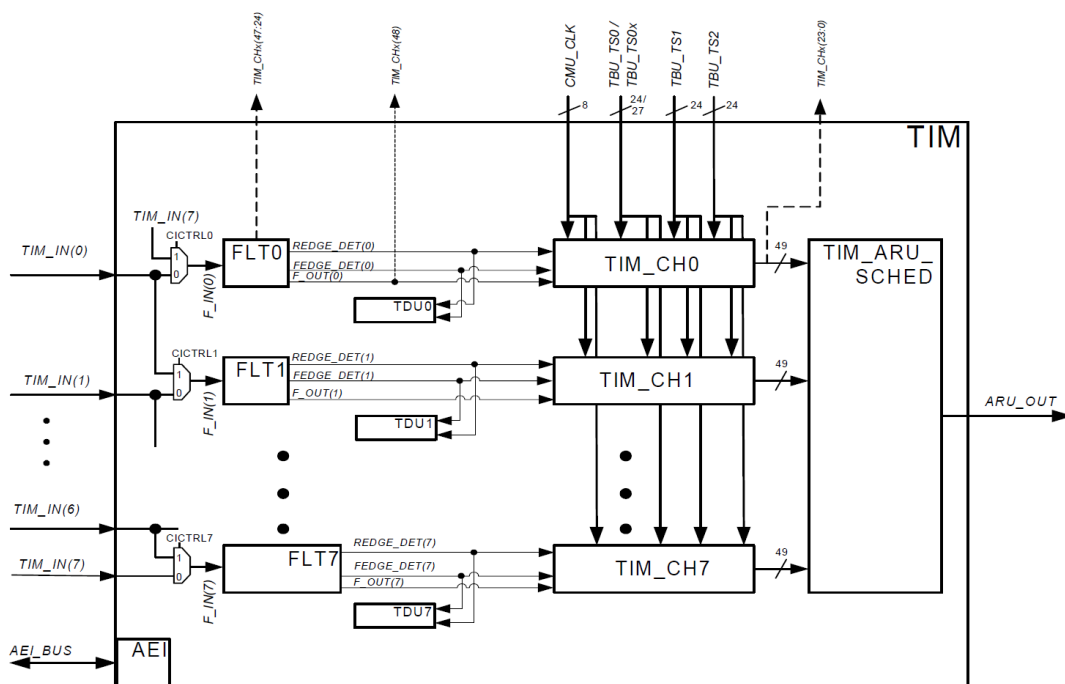 TIM_CHx(47:24)
TIM_CHx(48)
CMU_CLK
TBU_TS0 /
TBU_TS0x
TBU_TS1
TBU_TS2
TIM_CHx(23:0)
8
24/
27
24
24
TIM
TIM_IN(7)
CICTRL0
TIM_IN(0)
1
0
F_IN(0)
FLT0
REDGE_DET(0)
FEDGE_DET(0)
F_OUT(0)
TDU0
TIM_CH0
49
TIM_ARU_
SCHED
CICTRL1
TIM_IN(1)
1
0
F_IN(1)
FLT1
REDGE_DET(1)
FEDGE_DET(1)
F_OUT(1)
TDU1
TIM_CH1
49
ARU_OUT
TIM_IN(6)
CICTRL7
TIM_IN(7)
1
0
F_IN(7)
FLT7
REDGE_DET(7)
FEDGE_DET(7)
F_OUT(7)
TDU7
TIM_CH7
49
AEI_BUS
AEI